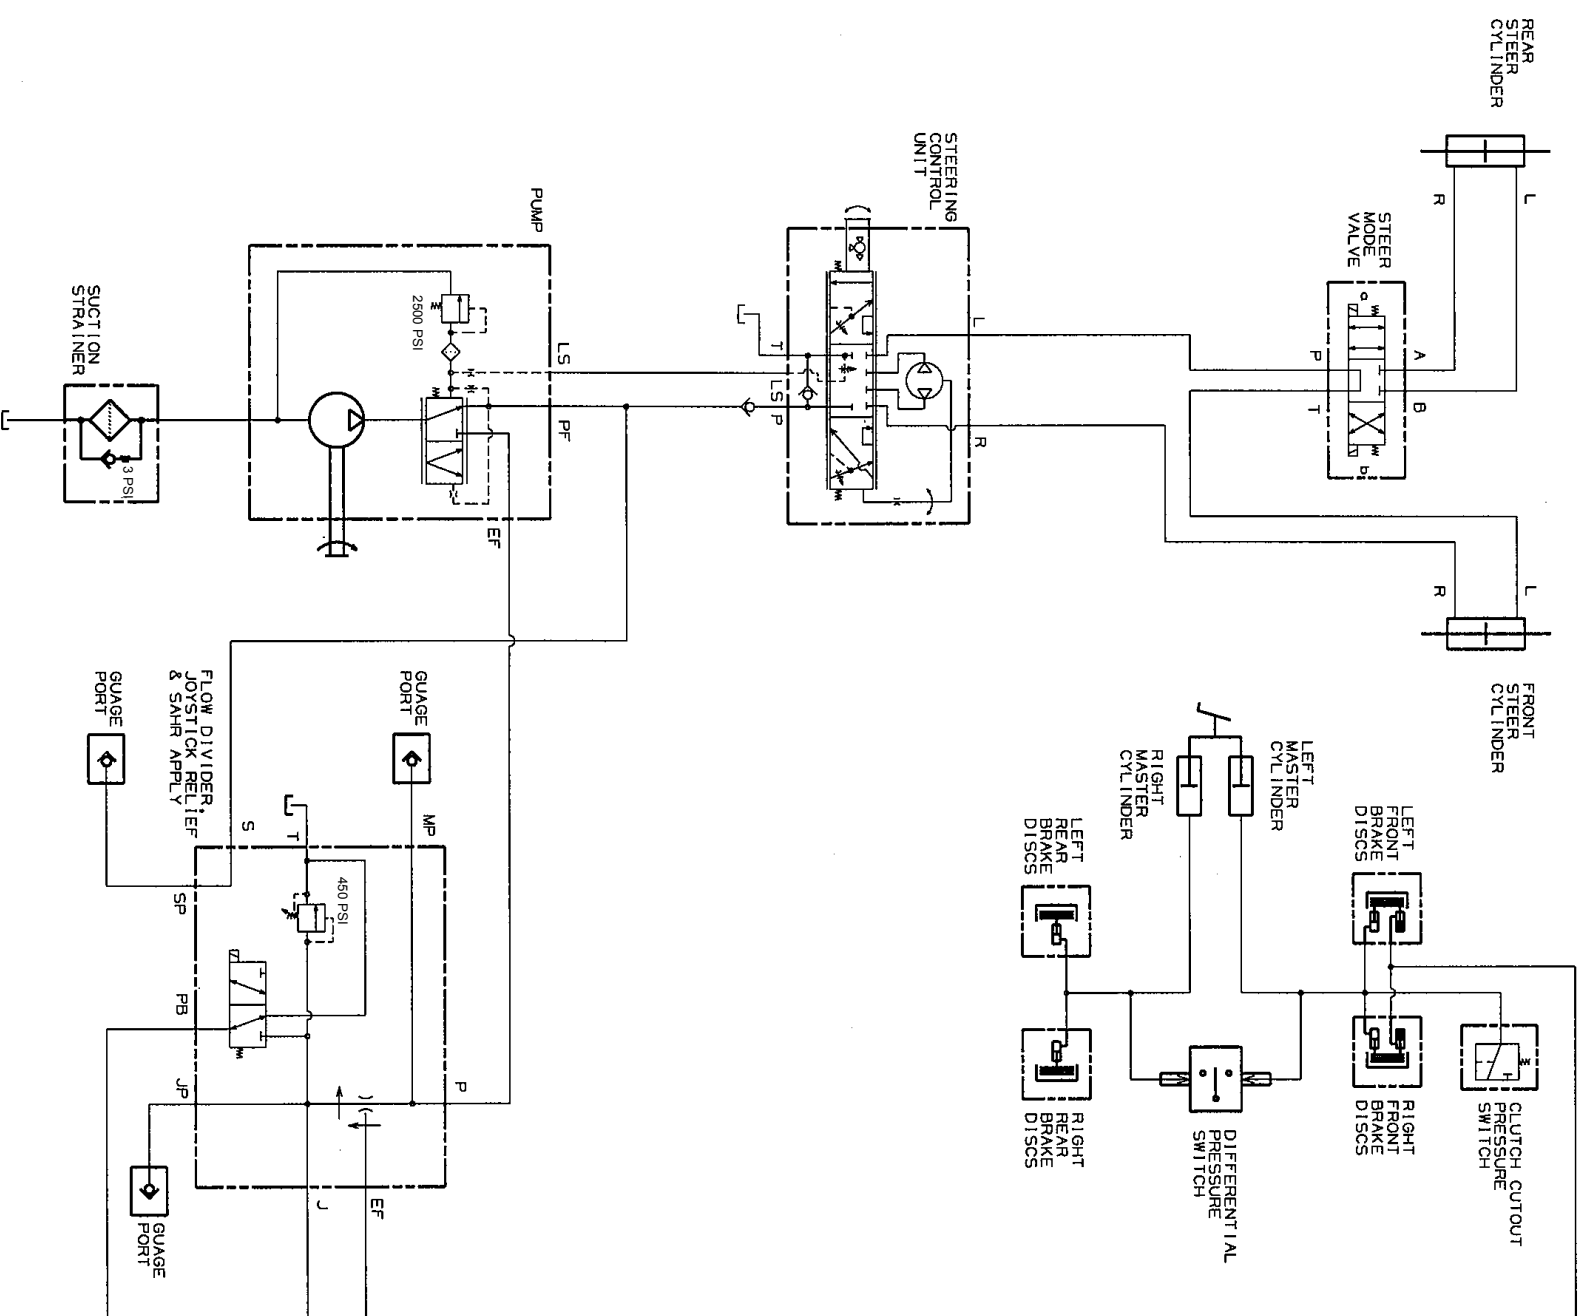 REAR
STEER
CYLINDER
L
R
STEER
MODE
VALVE
a
A
P
B
T
b
STEERING
CONTROL
UNIT
L
T
LS
P
R
R
L
FRONT
STEER
CYLINDER
PUMP
2500 PSI
LS
PF
EF
SUCTION
STRAINER
3 PSI
GUAGE
PORT
FLOW DIVIDER,
JOYSTICK RELIEF
& SAHR APPLY
GUAGE
PORT
MP
S
T
SP
450 PSI
PB
JP
P
J
EF
GUAGE
PORT
LEFT
MASTER
CYLINDER
RIGHT
MASTER
CYLINDER
LEFT
REAR
BRAKE
DISCS
LEFT
FRONT
BRAKE
DISCS
RIGHT
REAR
BRAKE
DISCS
RIGHT
FRONT
BRAKE
DISCS
DIFFERENTIAL
PRESSURE
SWITCH
CLUTCH CUTOUT
PRESSURE
SWITCH